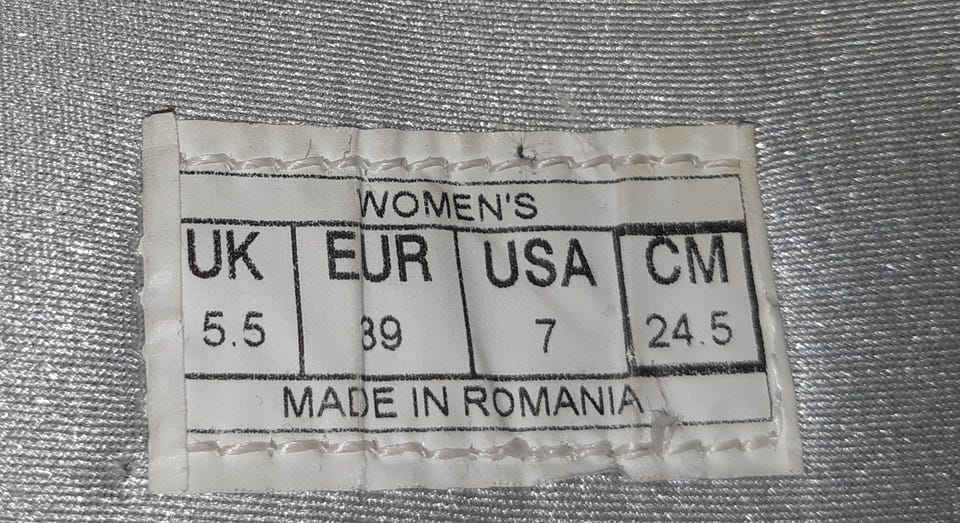 WOMEN'S
UK EUR USA CM
5.5 39 7 24.5
MADE IN ROMANIA